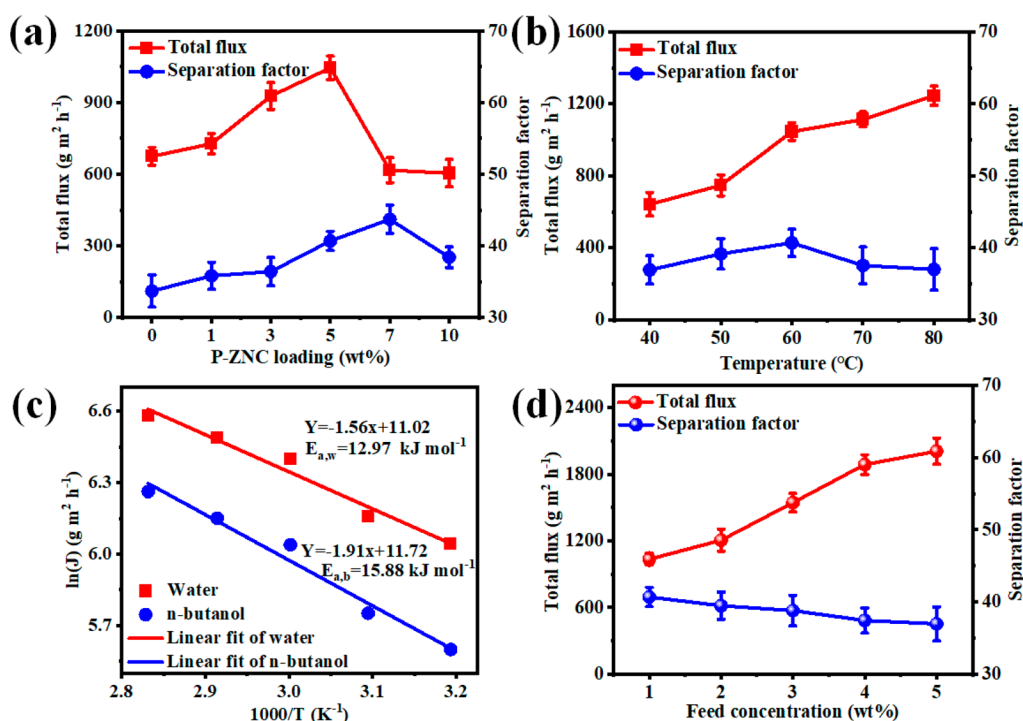 (a)
1200
900
600
300
0
Total flux (g m² h⁻¹)
Total flux
Separation factor
70
60
50
40
30
Separation factor
0 1 3 5 7 10
P-ZNC loading (wt%)
(b)
1600
1200
800
400
0
Total flux (g m² h⁻¹)
Total flux
Separation factor
70
60
50
40
30
Separation factor
40 50 60 70 80
Temperature (℃)
(c)
6.6
6.3
6.0
5.7
ln(J) (g m² h⁻¹)
Y=-1.56x+11.02
Eₐ,w=12.97 kJ mol⁻¹
Y=-1.91x+11.72
Eₐ,b=15.88 kJ mol⁻¹
Water
n-butanol
Linear fit of water
Linear fit of n-butanol
2.8 2.9 3.0 3.1 3.2
1000/T (K⁻¹)
(d)
2400
1800
1200
600
0
Total flux (g m² h⁻¹)
Total flux
Separation factor
70
60
50
40
30
Separation factor
1 2 3 4 5
Feed concentration (wt%)